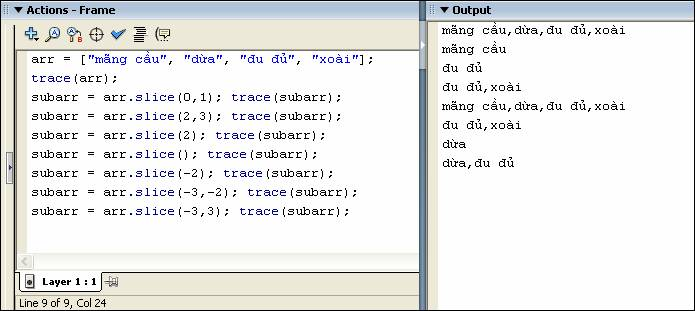 Actions - Frame
arr = ["mãng cầu", "dừa", "đu đủ", "xoài"];
trace(arr);
subarr = arr.slice(0,1); trace(subarr);
subarr = arr.slice(2,3); trace(subarr);
subarr = arr.slice(2); trace(subarr);
subarr = arr.slice(); trace(subarr);
subarr = arr.slice(-2); trace(subarr);
subarr = arr.slice(-3,-2); trace(subarr);
subarr = arr.slice(-3,3); trace(subarr);
Layer 1 : 1
Line 9 of 9, Col 24
Output
mãng cầu,dừa,đu đủ,xoài
mãng cầu
đu đủ
đu đủ,xoài
mãng cầu,dừa,đu đủ,xoài
đu đủ,xoài
dừa
dừa,đu đủ